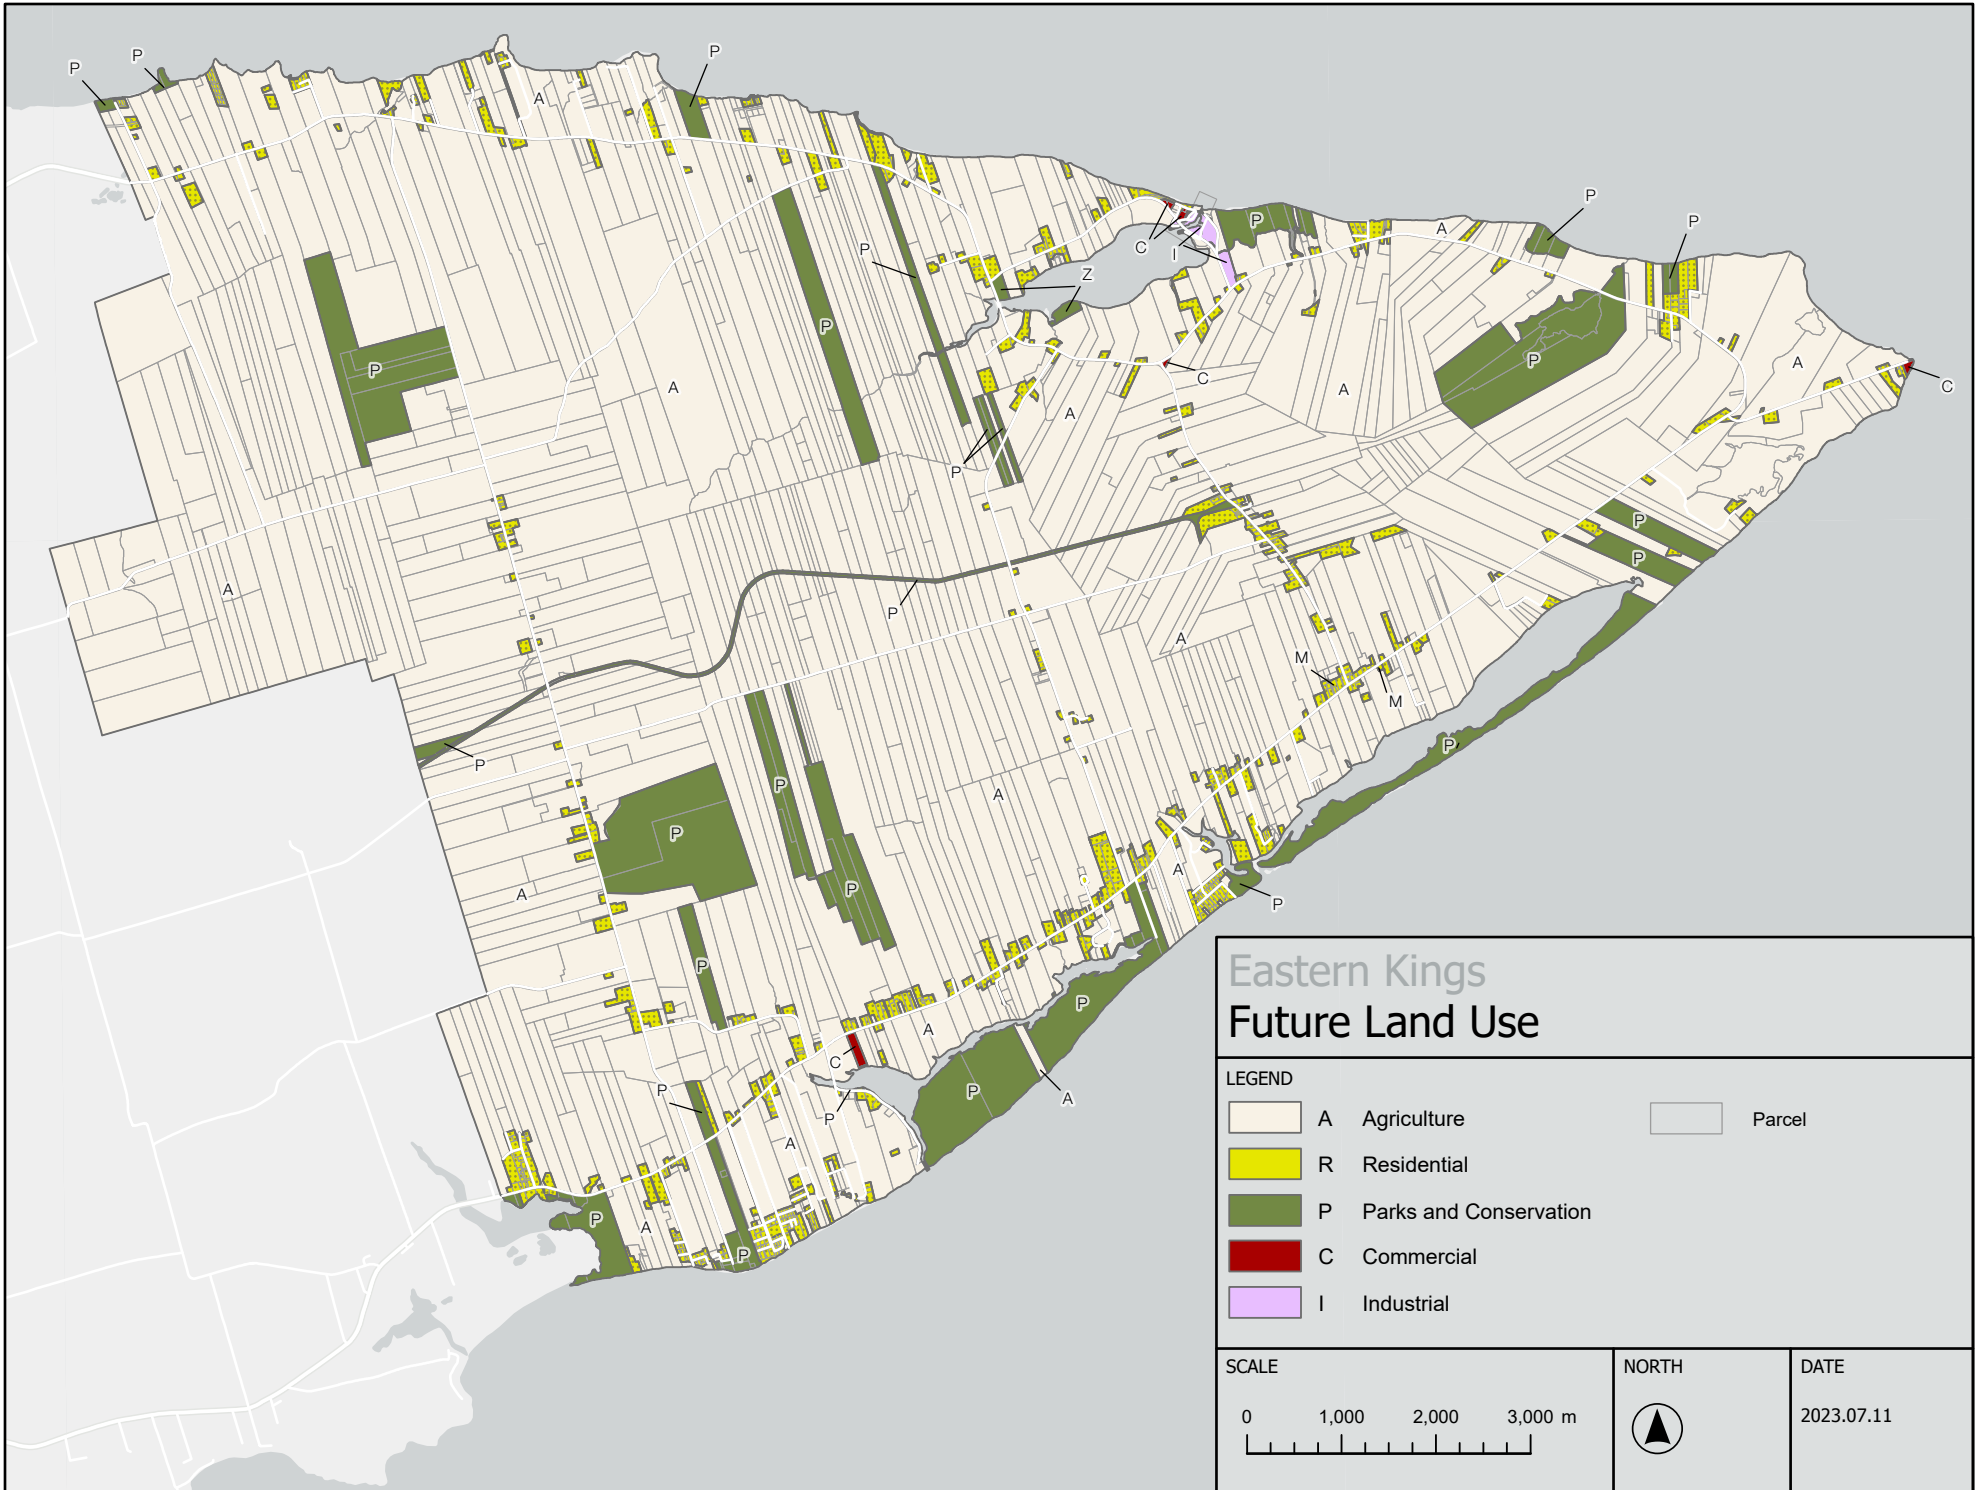 P
P
P
A
P
P
A
P
C
I
P
Z
P
P
P
A
C
A
A
C
A
P
P
P
P
A
P
A
M
M
P
P
P
A
P
A
P
A
P
P
P
A
C
P
A
P
P
P
A
P
A
P
Eastern Kings
Future Land Use
LEGEND
A Agriculture
Parcel
R Residential
P Parks and Conservation
C Commercial
I Industrial
SCALE
0 1,000 2,000 3,000 m
NORTH
DATE
2023.07.11